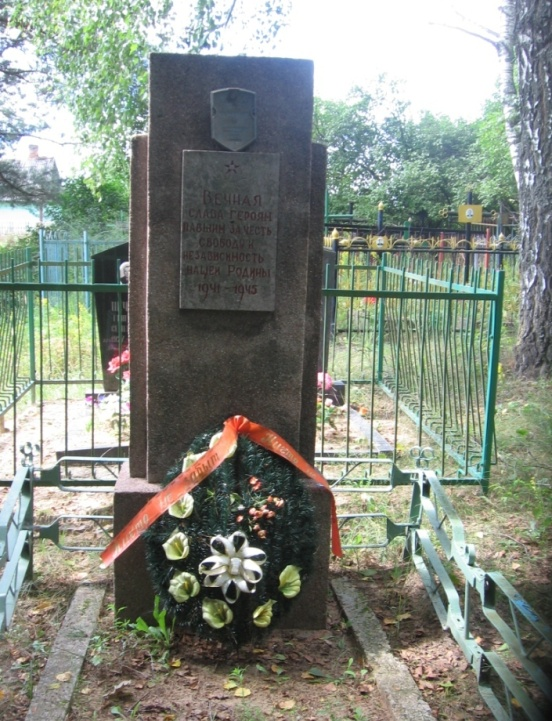 Вечная
слава героям
павшим за честь
свободу и
независимость
нашей Родины
1941–1945